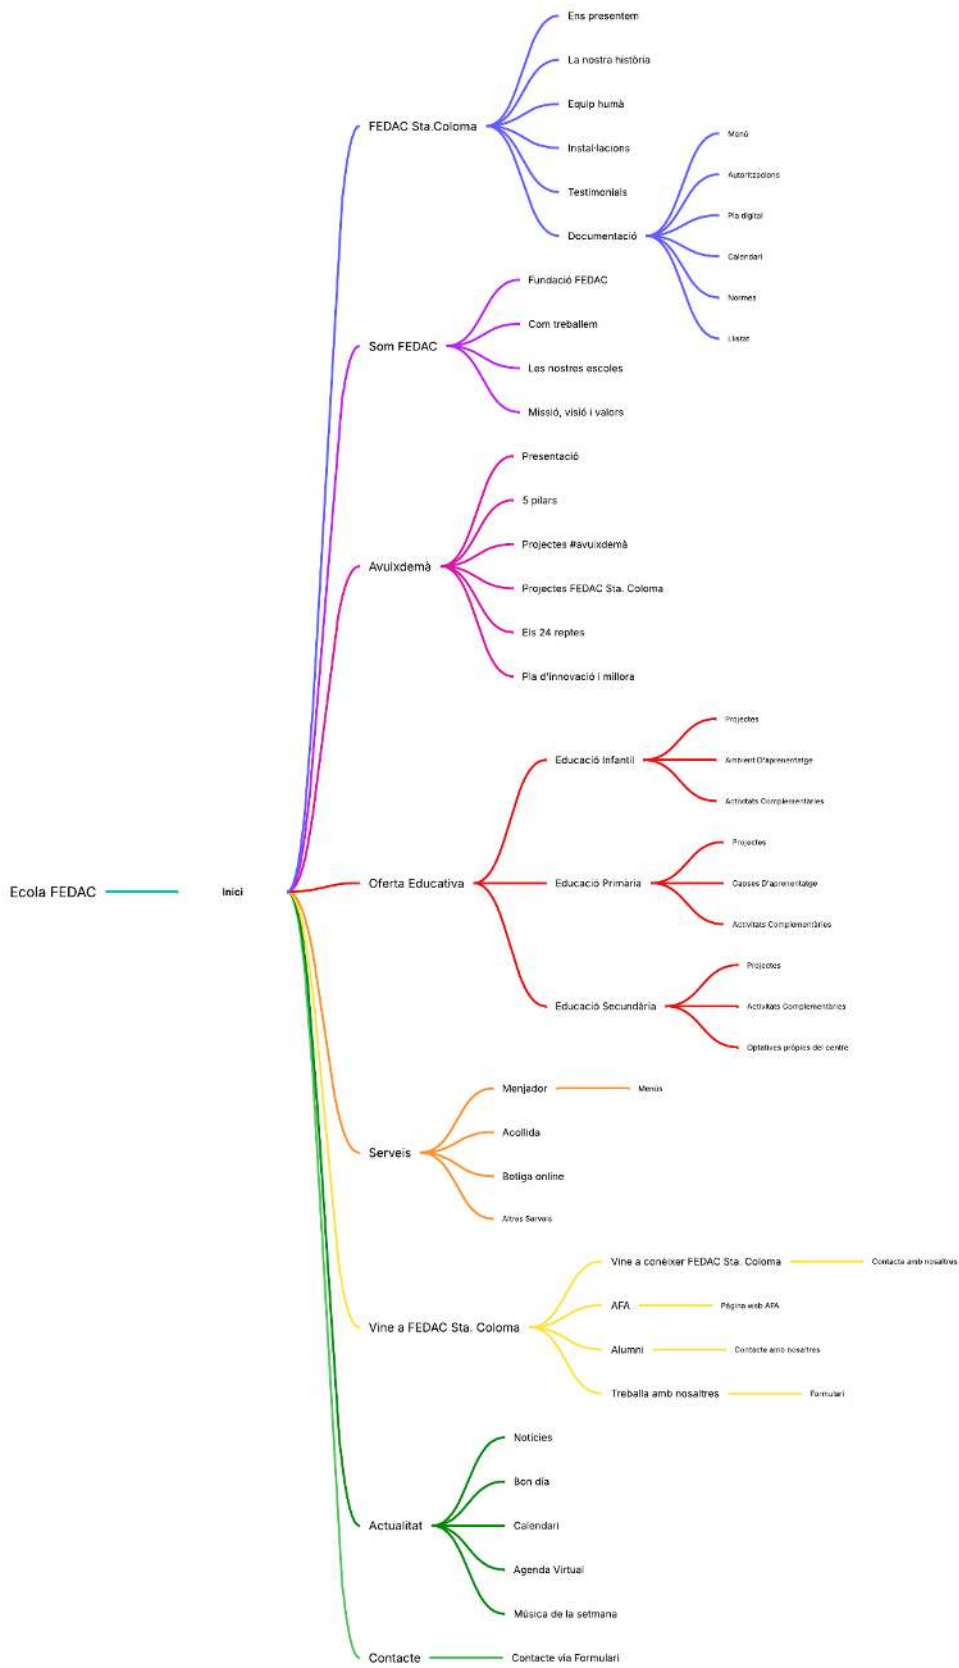 Ecola FEDAC
Inici
FEDAC Sta.Coloma
Ens presentem
La nostra història
Equip humà
Instal·lacions
Testimonials
Documentació
Menú
Autoritzacions
Pla digital
Calendari
Normes
Llistat
Som FEDAC
Fundació FEDAC
Com treballem
Les nostres escoles
Missió, visió i valors
Avuixdemà
Presentació
5 pilars
Projectes #avuixdemà
Projectes FEDAC Sta. Coloma
Els 24 reptes
Pla d'innovació i millora
Oferta Educativa
Educació Infantil
Projectes
Ambient D'aprenentatge
Activitats Complementàries
Educació Primària
Projectes
Capses D'aprenentatge
Activitats Complementàries
Educació Secundària
Projectes
Activitats Complementàries
Optatives pròpies del centre
Serveis
Menjador
Menús
Acollida
Botiga online
Altres Serveis
Vine a FEDAC Sta. Coloma
Vine a conèixer FEDAC Sta. Coloma
Contacte amb nosaltres
AFA
Pàgina web AFA
Alumni
Contacte amb nosaltres
Treballa amb nosaltres
Formulari
Actualitat
Notícies
Bon día
Calendari
Agenda Virtual
Música de la setmana
Contacte
Contacte via Formulari